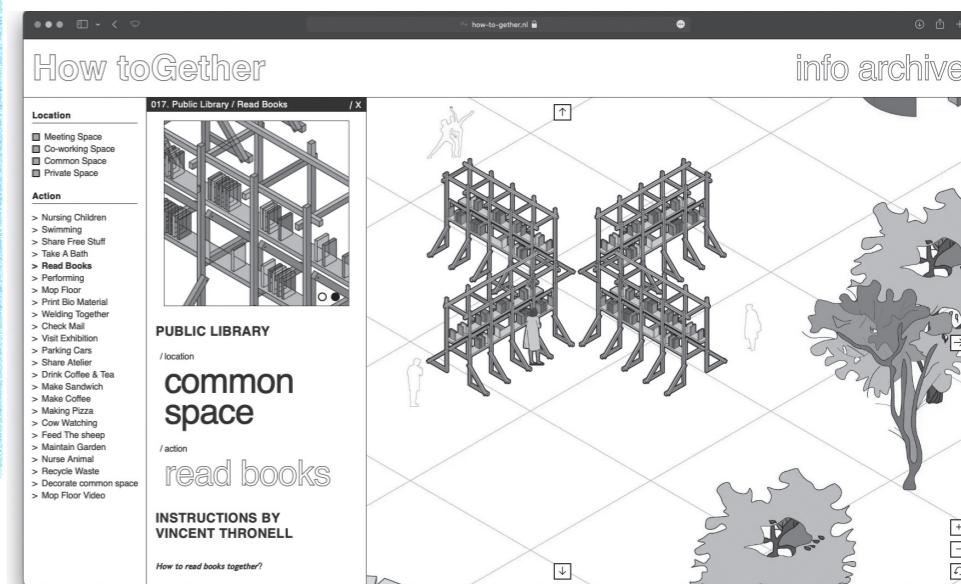 how-to-gether.nl
How toGether
info archive
Location
Meeting Space
Co-working Space
Common Space
Private Space
Action
> Nursing Children
> Swimming
> Share Free Stuff
> Take A Bath
> Read Books
> Performing
> Mop Floor
> Print Bio Material
> Welding Together
> Check Mail
> Visit Exhibition
> Parking Cars
> Share Atelier
> Drink Coffee & Tea
> Make Sandwich
> Make Coffee
> Making Pizza
> Cow Watching
> Feed The sheep
> Maintain Garden
> Nurse Animal
> Recycle Waste
> Decorate common space
> Mop Floor Video
017. Public Library / Read Books / X
PUBLIC LIBRARY
/ location
common
space
/ action
read books
INSTRUCTIONS BY
VINCENT THRONELL
How to read books together?